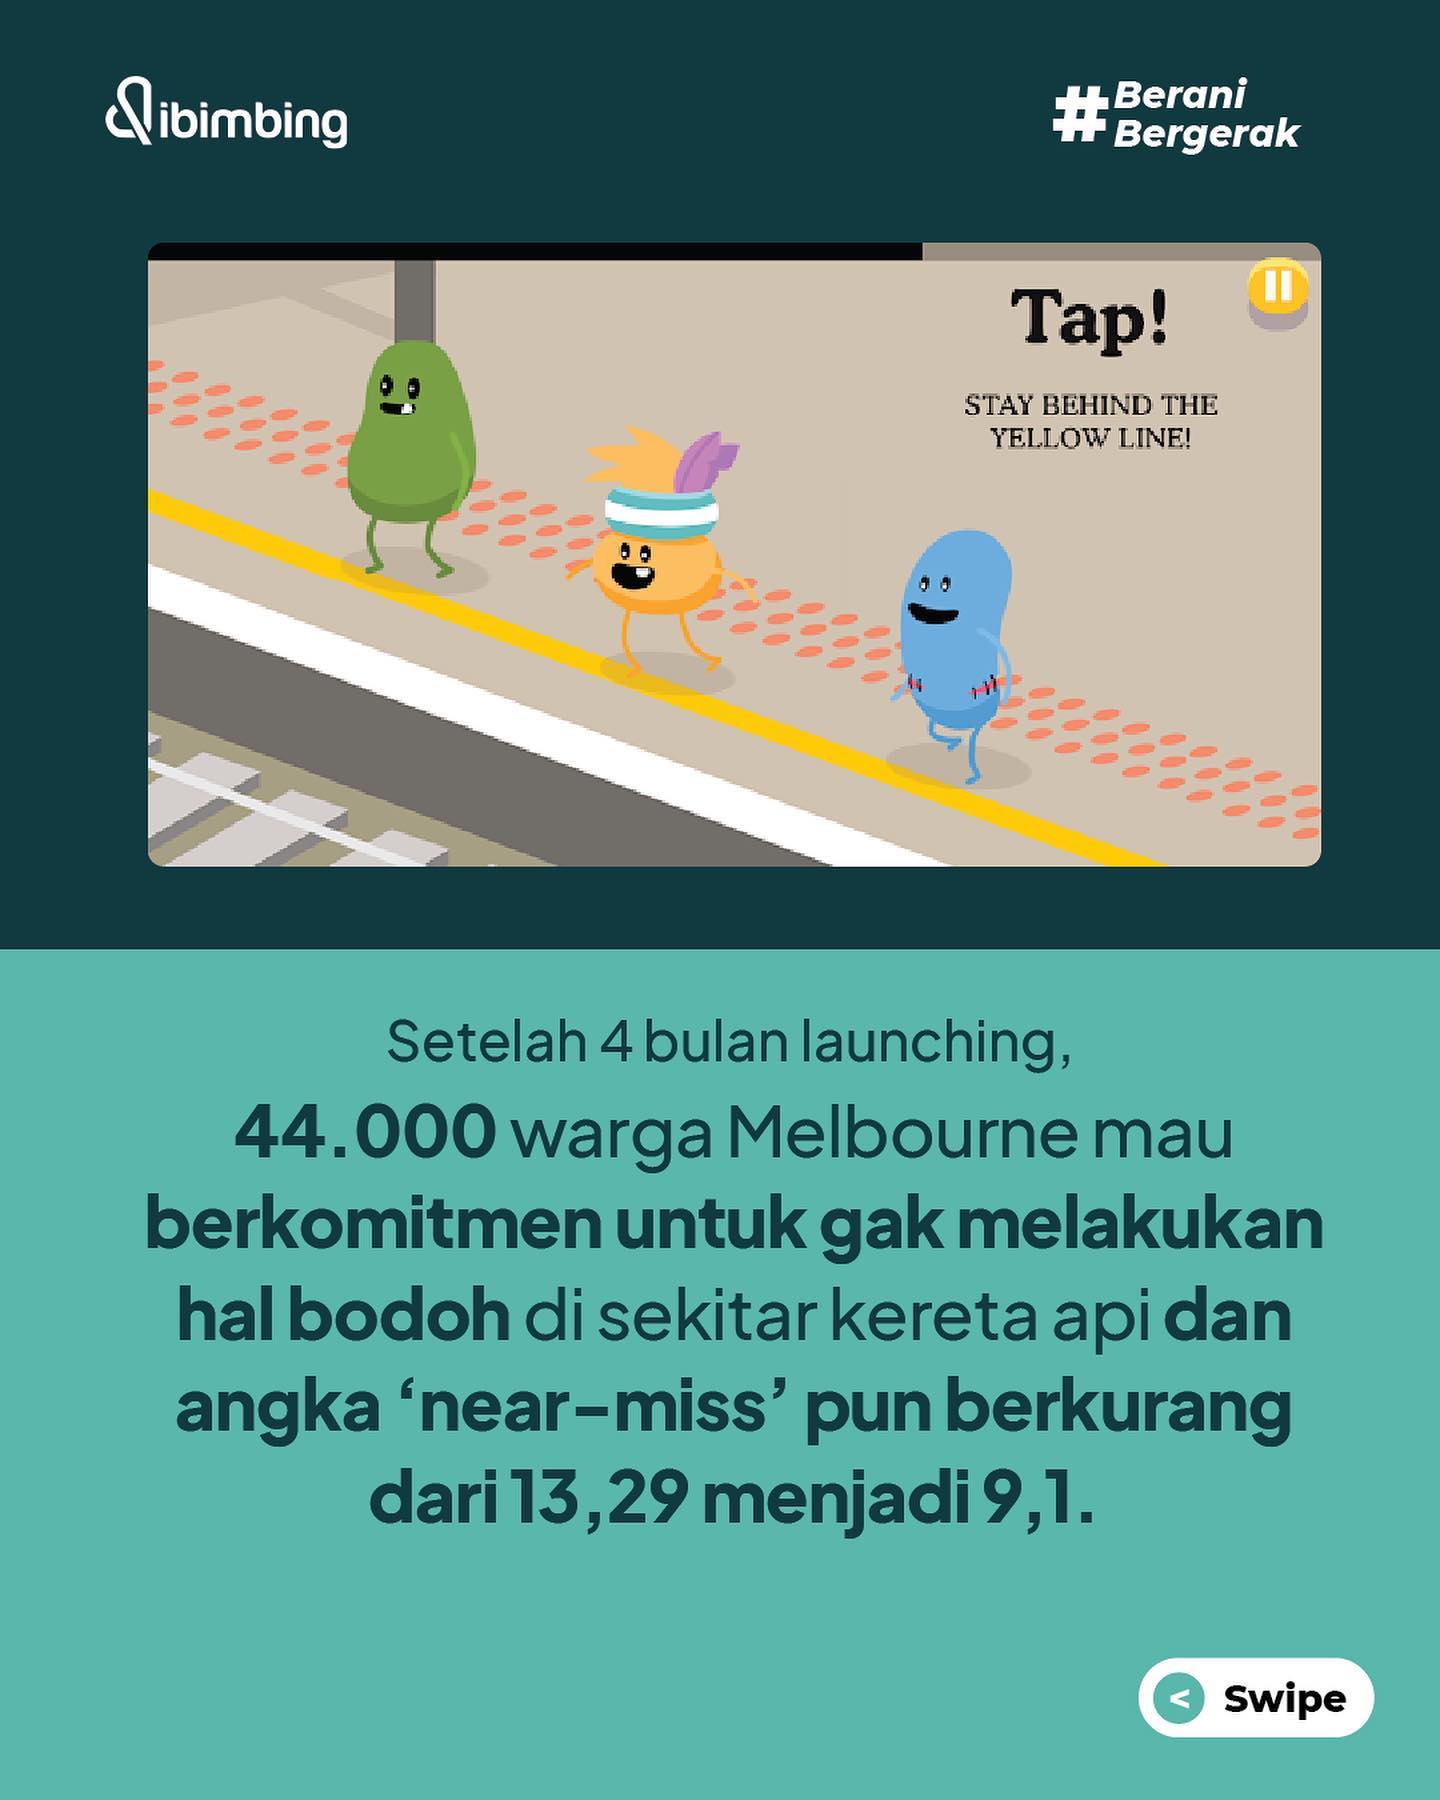 dibimbing
#Berani
Bergerak
Tap!
STAY BEHIND THE
YELLOW LINE!
Setelah 4 bulan launching,
44.000 warga Melbourne mau
berkomitmen untuk gak melakukan
hal bodoh di sekitar kereta api dan
angka ‘near-miss’ pun berkurang
dari 13,29 menjadi 9,1.
< Swipe